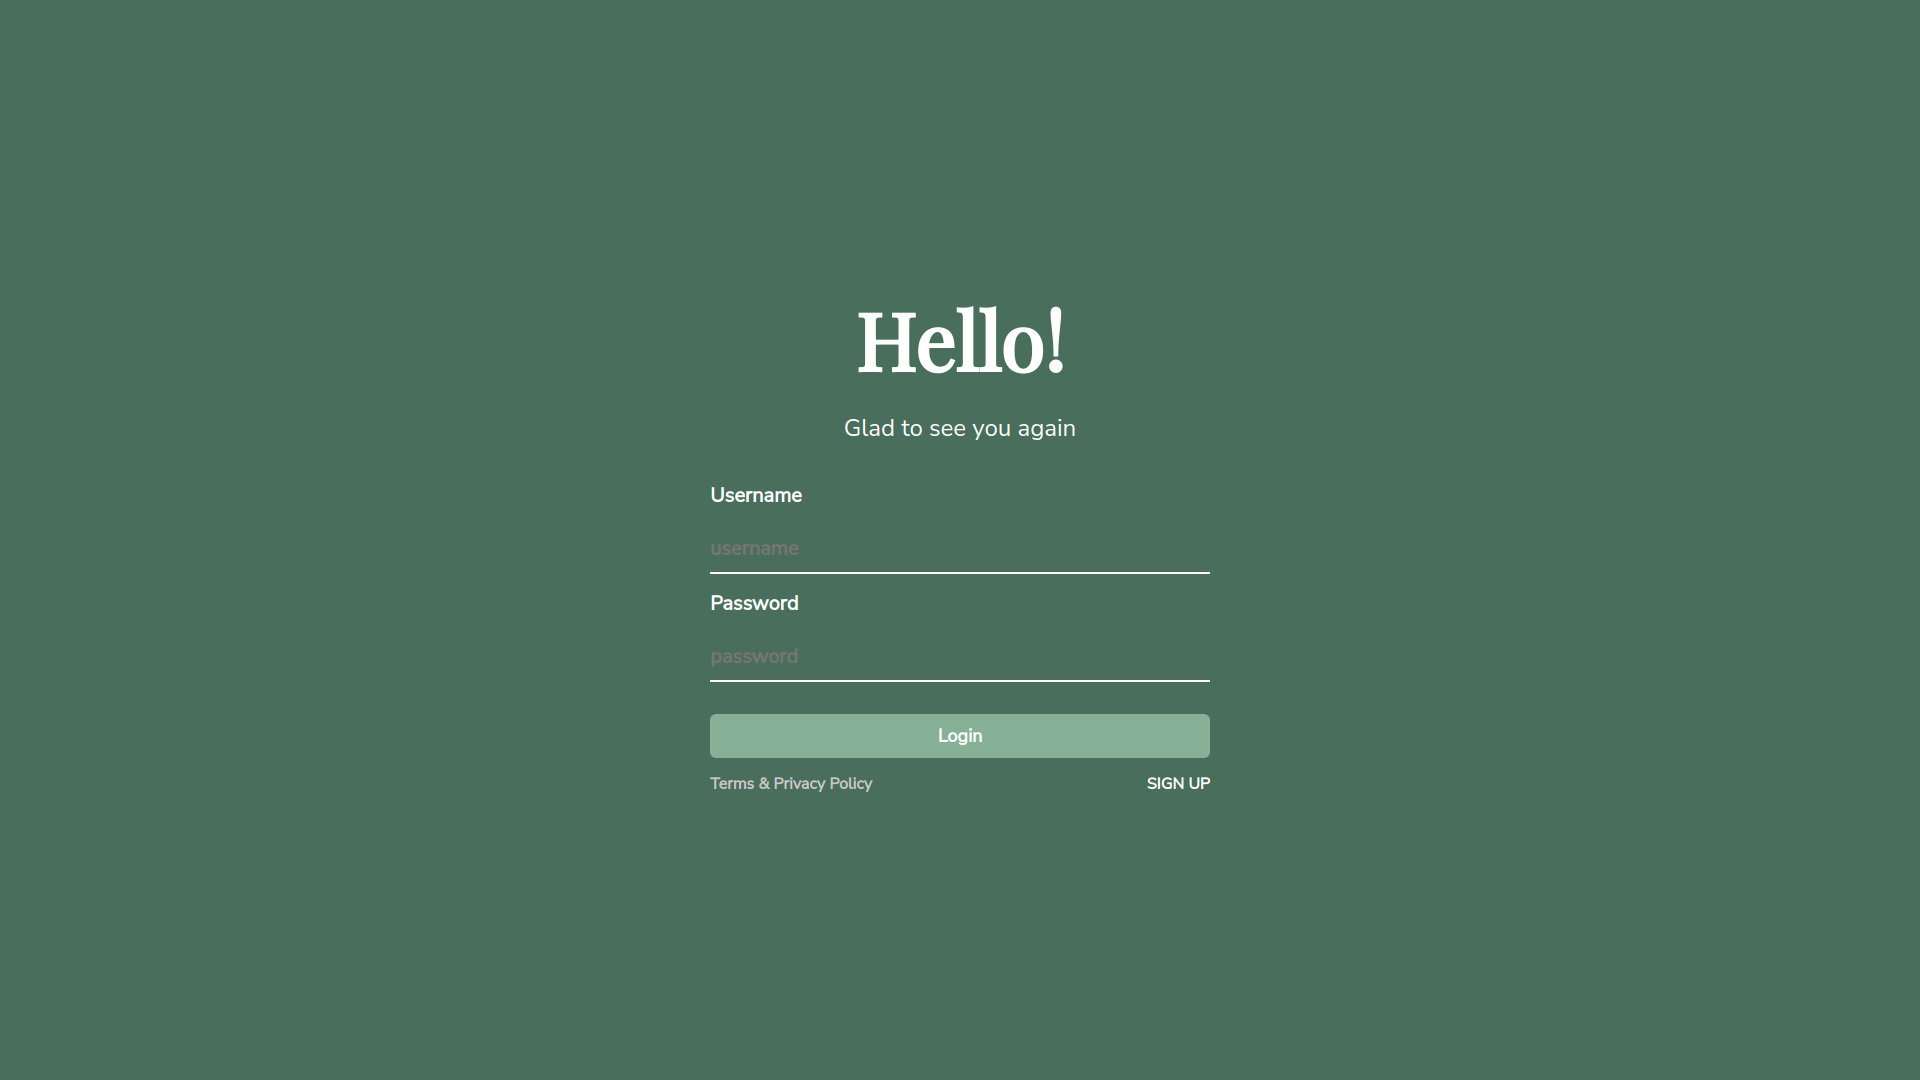 Hello!
Glad to see you again
Username
username
Password
password
Login
Terms & Privacy Policy SIGN UP